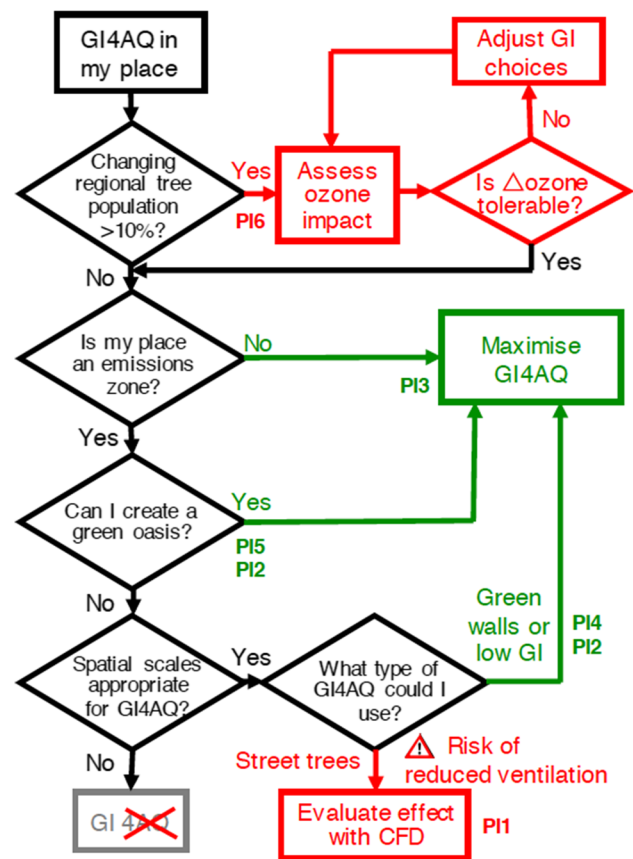 GI4AQ in
my place
Adjust GI
choices
No
Changing
regional tree
population
>10%?
Yes
PI6
Assess
ozone
impact
Is △ozone
tolerable?
Yes
No
Is my place
an emissions
zone?
No
PI3
Maximise
GI4AQ
Yes
Can I create a
green oasis?
Yes
PI5
PI2
No
Green
walls or
low GI
PI4
PI2
Spatial scales
appropriate
for GI4AQ?
Yes
What type of
GI4AQ could I
use?
No
Street trees
⚠ Risk of
reduced ventilation
GI 4AQ
Evaluate effect
with CFD
PI1